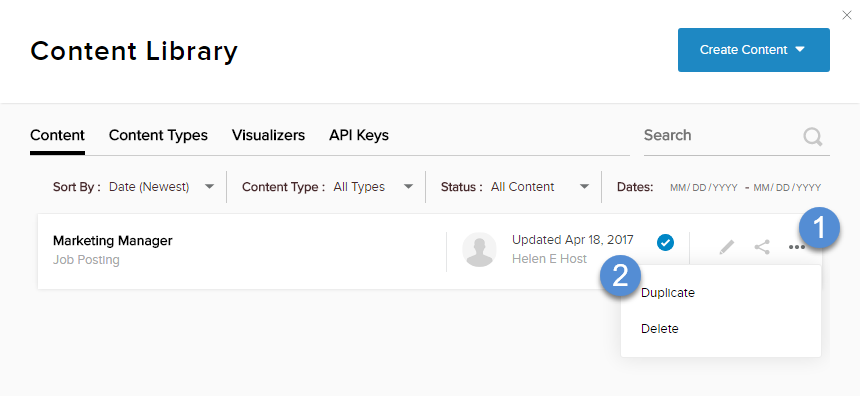 Content Library
Create Content
Content Content Types Visualizers API Keys Search
Sort By : Date (Newest) Content Type : All Types Status : All Content Dates: MM/ DD / YYYY - MM/ DD / YYYY
1
Marketing Manager Updated Apr 18, 2017
Job Posting Helen E Host
2
Duplicate
Delete